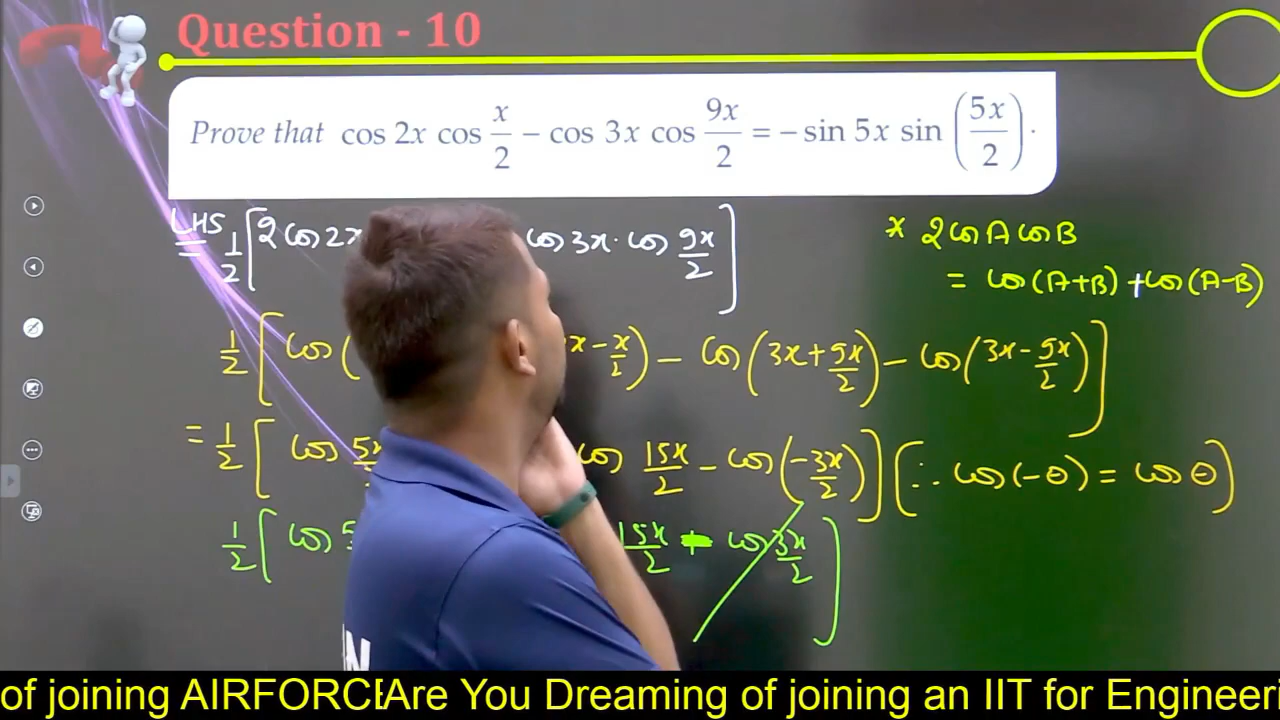 Question - 10
Prove that cos 2x cos x/2 − cos 3x cos 9x/2 = − sin 5x sin (5x/2).
LHS
= 1/2 [2 cos 2x cos 3x · cos 9x/2]
* 2 cos A cos B
= cos(A+B) + cos(A−B)
1/2 [cos( x − x/2) − cos(3x + 9x/2) − cos(3x − 9x/2)]
= 1/2 [cos 5x cos 15x/2 − cos(−3x/2)] (∵ cos(−θ) = cos θ)
1/2 [cos 5 15x/2 cos 3x/2]
of joining AIRFORCE Are You Dreaming of joining an IIT for Engineeri